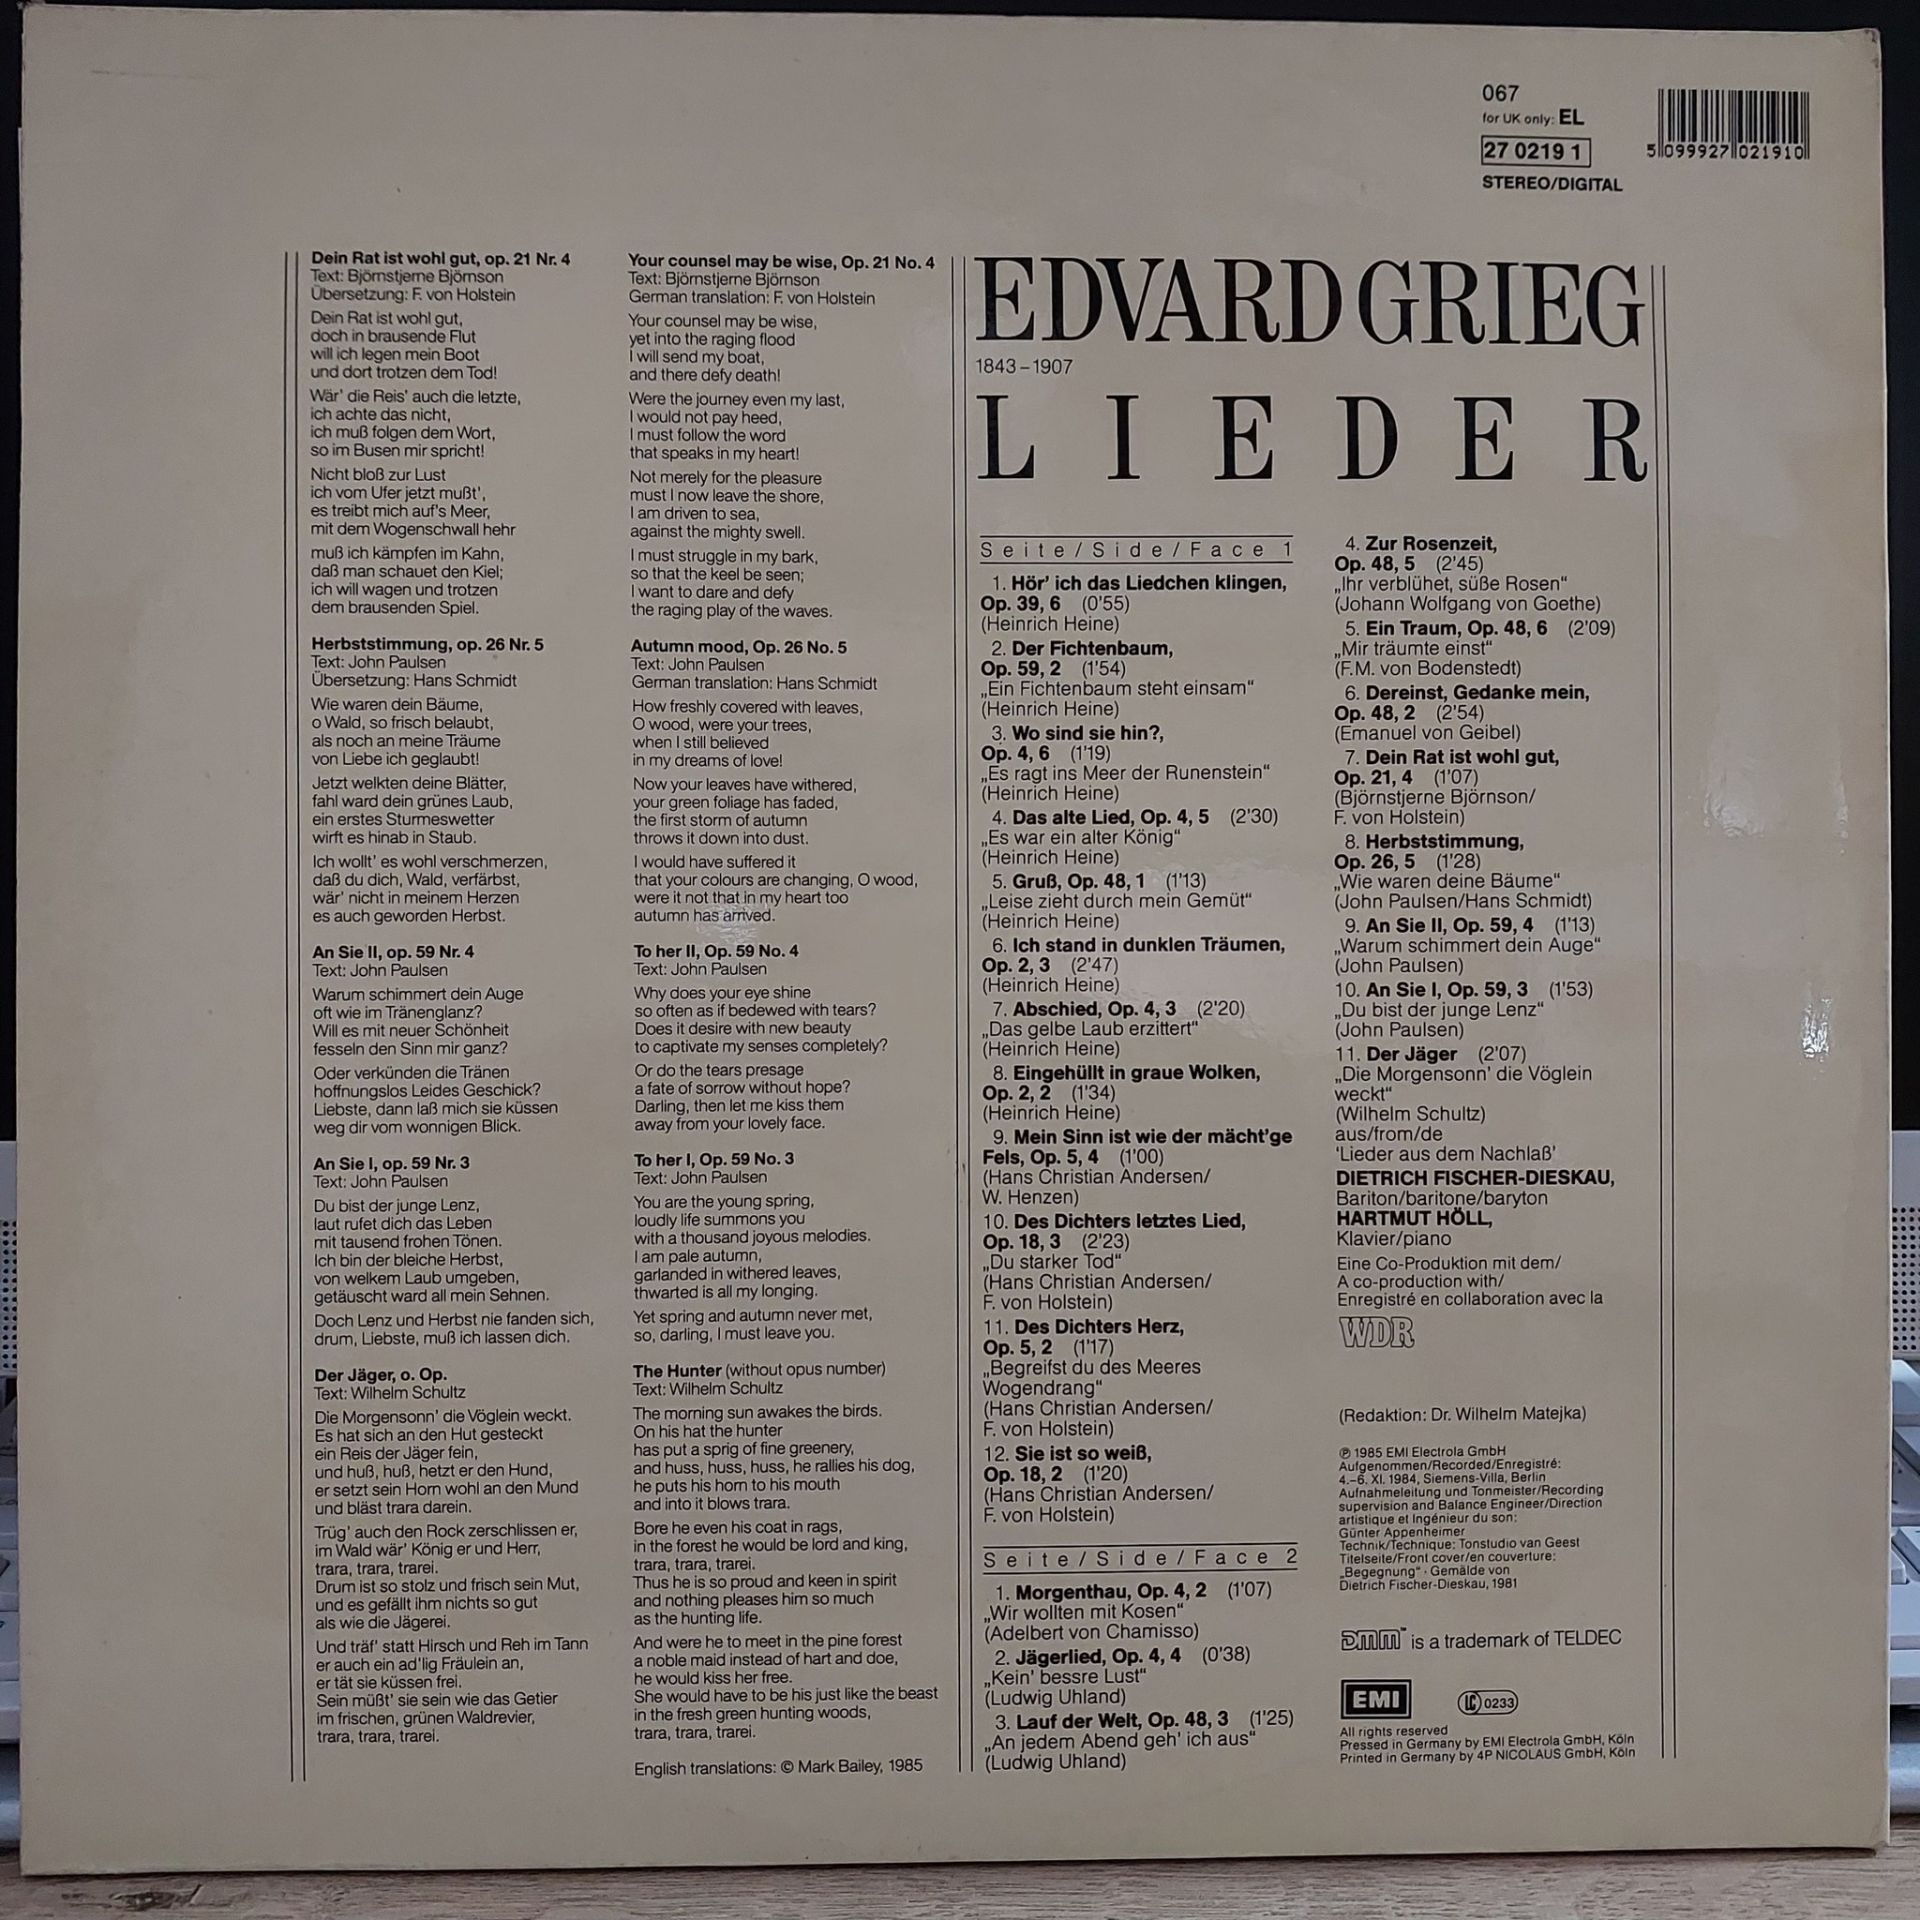 067
for UK only: EL
27 0219 1
STEREO/DIGITAL
5 099927 021910
Dein Rat ist wohl gut, op. 21 Nr. 4
Text: Björnstjerne Björnson
Übersetzung: F. von Holstein
Dein Rat ist wohl gut,
doch in brausende Flut
will ich legen mein Boot
und dort trotzen dem Tod!
Wär' die Reis' auch die letzte,
ich achte das nicht,
ich muß folgen dem Wort,
so im Busen mir spricht!
Nicht bloß zur Lust
ich vom Ufer jetzt mußt',
es treibt mich auf's Meer,
mit dem Wogenschwall hehr
muß ich kämpfen im Kahn,
daß man schauet den Kiel;
ich will wagen und trotzen
dem brausenden Spiel.
Herbststimmung, op. 26 Nr. 5
Text: John Paulsen
Übersetzung: Hans Schmidt
Wie waren dein Bäume,
o Wald, so frisch belaubt,
als noch an meine Träume
von Liebe ich geglaubt!
Jetzt welkten deine Blätter,
fahl ward dein grünes Laub,
ein erstes Sturmeswetter
wirft es hinab in Staub.
Ich wollt' es wohl verschmerzen,
daß du dich, Wald, verfärbst,
wär' nicht in meinem Herzen
es auch geworden Herbst.
An Sie II, op. 59 Nr. 4
Text: John Paulsen
Warum schimmert dein Auge
oft wie im Tränenglanz?
Will es mit neuer Schönheit
fesseln den Sinn mir ganz?
Oder verkünden die Tränen
hoffnungslos Leides Geschick?
Liebste, dann laß mich sie küssen
weg dir vom wonnigen Blick.
An Sie I, op. 59 Nr. 3
Text: John Paulsen
Du bist der junge Lenz,
laut rufet dich das Leben
mit tausend frohen Tönen.
Ich bin der bleiche Herbst,
von welkem Laub umgeben,
getäuscht ward all mein Sehnen.
Doch Lenz und Herbst nie fanden sich,
drum, Liebste, muß ich lassen dich.
Der Jäger, o. Op.
Text: Wilhelm Schultz
Die Morgensonn' die Vöglein weckt.
Es hat sich an den Hut gesteckt
ein Reis der Jäger fein,
und huß, huß, hetzt er den Hund,
er setzt sein Horn wohl an den Mund
und bläst trara darein.
Trüg' auch den Rock zerschlissen er,
im Wald wär' König er und Herr,
trara, trara, trarei.
Drum ist so stolz und frisch sein Mut,
und es gefällt ihm nichts so gut
als wie die Jägerei.
Und träf' statt Hirsch und Reh im Tann
er auch ein ad'lig Fräulein an,
er tät sie küssen frei.
Sein müßt' sie sein wie das Getier
im frischen, grünen Waldrevier,
trara, trara, trarei.
Your counsel may be wise, Op. 21 No. 4
Text: Björnstjerne Björnson
German translation: F. von Holstein
Your counsel may be wise,
yet into the raging flood
I will send my boat,
and there defy death!
Were the journey even my last,
I would not pay heed,
I must follow the word
that speaks in my heart!
Not merely for the pleasure
must I now leave the shore,
I am driven to sea,
against the mighty swell.
I must struggle in my bark,
so that the keel be seen;
I want to dare and defy
the raging play of the waves.
Autumn mood, Op. 26 No. 5
Text: John Paulsen
German translation: Hans Schmidt
How freshly covered with leaves,
O wood, were your trees,
when I still believed
in my dreams of love!
Now your leaves have withered,
your green foliage has faded,
the first storm of autumn
throws it down into dust.
I would have suffered it
that your colours are changing, O wood,
were it not that in my heart too
autumn has arrived.
To her II, Op. 59 No. 4
Text: John Paulsen
Why does your eye shine
so often as if bedewed with tears?
Does it desire with new beauty
to captivate my senses completely?
Or do the tears presage
a fate of sorrow without hope?
Darling, then let me kiss them
away from your lovely face.
To her I, Op. 59 No. 3
Text: John Paulsen
You are the young spring,
loudly life summons you
with a thousand joyous melodies.
I am pale autumn,
garlanded in withered leaves,
thwarted is all my longing.
Yet spring and autumn never met,
so, darling, I must leave you.
The Hunter (without opus number)
Text: Wilhelm Schultz
The morning sun awakes the birds.
On his hat the hunter
has put a sprig of fine greenery,
and huss, huss, huss, he rallies his dog,
he puts his horn to his mouth
and into it blows trara.
Bore he even his coat in rags,
in the forest he would be lord and king,
trara, trara, trarei.
Thus he is so proud and keen in spirit
and nothing pleases him so much
as the hunting life.
And were he to meet in the pine forest
a noble maid instead of hart and doe,
he would kiss her free.
She would have to be his just like the beast
in the fresh green hunting woods,
trara, trara, trarei.
English translations: © Mark Bailey, 1985
EDVARD GRIEG
1843–1907
LIEDER
Seite/Side/Face 1
1. Hör' ich das Liedchen klingen,
Op. 39, 6 (0'55)
(Heinrich Heine)
2. Der Fichtenbaum,
Op. 59, 2 (1'54)
„Ein Fichtenbaum steht einsam“
(Heinrich Heine)
3. Wo sind sie hin?,
Op. 4, 6 (1'19)
„Es ragt ins Meer der Runenstein“
(Heinrich Heine)
4. Das alte Lied, Op. 4, 5 (2'30)
„Es war ein alter König“
(Heinrich Heine)
5. Gruß, Op. 48, 1 (1'13)
„Leise zieht durch mein Gemüt“
(Heinrich Heine)
6. Ich stand in dunklen Träumen,
Op. 2, 3 (2'47)
(Heinrich Heine)
7. Abschied, Op. 4, 3 (2'20)
„Das gelbe Laub erzittert“
(Heinrich Heine)
8. Eingehüllt in graue Wolken,
Op. 2, 2 (1'34)
(Heinrich Heine)
9. Mein Sinn ist wie der mächt'ge
Fels, Op. 5, 4 (1'00)
(Hans Christian Andersen/
W. Henzen)
10. Des Dichters letztes Lied,
Op. 18, 3 (2'23)
„Du starker Tod“
(Hans Christian Andersen/
F. von Holstein)
11. Des Dichters Herz,
Op. 5, 2 (1'17)
„Begreifst du des Meeres
Wogendrang“
(Hans Christian Andersen/
F. von Holstein)
12. Sie ist so weiß,
Op. 18, 2 (1'20)
(Hans Christian Andersen/
F. von Holstein)
Seite/Side/Face 2
1. Morgenthau, Op. 4, 2 (1'07)
„Wir wollten mit Kosen“
(Adelbert von Chamisso)
2. Jägerlied, Op. 4, 4 (0'38)
„Kein' bessre Lust“
(Ludwig Uhland)
3. Lauf der Welt, Op. 48, 3 (1'25)
„An jedem Abend geh' ich aus“
(Ludwig Uhland)
4. Zur Rosenzeit,
Op. 48, 5 (2'45)
„Ihr verblühet, süße Rosen“
(Johann Wolfgang von Goethe)
5. Ein Traum, Op. 48, 6 (2'09)
„Mir träumte einst“
(F.M. von Bodenstedt)
6. Dereinst, Gedanke mein,
Op. 48, 2 (2'54)
(Emanuel von Geibel)
7. Dein Rat ist wohl gut,
Op. 21, 4 (1'07)
(Björnstjerne Björnson/
F. von Holstein)
8. Herbststimmung,
Op. 26, 5 (1'28)
„Wie waren deine Bäume“
(John Paulsen/Hans Schmidt)
9. An Sie II, Op. 59, 4 (1'13)
„Warum schimmert dein Auge“
(John Paulsen)
10. An Sie I, Op. 59, 3 (1'53)
„Du bist der junge Lenz“
(John Paulsen)
11. Der Jäger (2'07)
„Die Morgensonn' die Vöglein
weckt“
(Wilhelm Schultz)
aus/from/de
'Lieder aus dem Nachlaß'
DIETRICH FISCHER-DIESKAU,
Bariton/baritone/baryton
HARTMUT HÖLL,
Klavier/piano
Eine Co-Produktion mit dem/
A co-production with/
Enregistré en collaboration avec la
WDR
(Redaktion: Dr. Wilhelm Matejka)
℗ 1985 EMI Electrola GmbH
Aufgenommen/Recorded/Enregistré:
4.–6. XI. 1984, Siemens-Villa, Berlin
Aufnahmeleitung und Tonmeister/Recording
supervision and Balance Engineer/Direction
artistique et Ingénieur du son:
Günter Appenheimer
Technik/Technique: Tonstudio van Geest
Titelseite/Front cover/en couverture:
„Begegnung“ · Gemälde von
Dietrich Fischer-Dieskau, 1981
DMM™ is a trademark of TELDEC
EMI LC 0233
All rights reserved
Pressed in Germany by EMI Electrola GmbH, Köln
Printed in Germany by 4P NICOLAUS GmbH, Köln